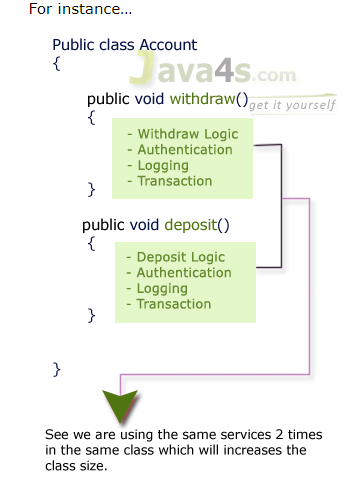 For instance...
Public class Account
{
Java4s.com
get it yourself
public void withdraw()
{
- Withdraw Logic
- Authentication
- Logging
- Transaction
}
public void deposit()
{
- Deposit Logic
- Authentication
- Logging
- Transaction
}
}
See we are using the same services 2 times
in the same class which will increases the
class size.